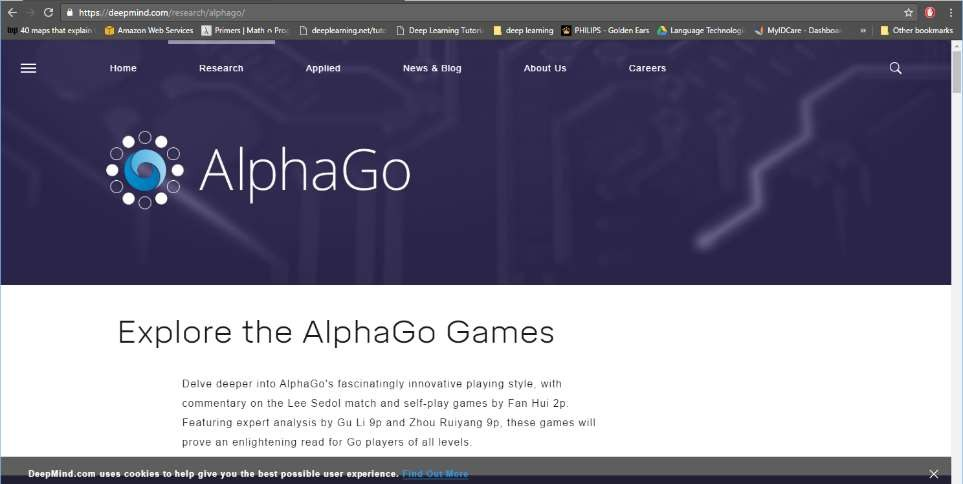 https://deepmind.com/research/alphago/
top 40 maps that explain
Amazon Web Services
Primers | Math ∩ Prog
deeplearning.net/tuto
Deep Learning Tutori
deep learning
PHILIPS - Golden Ears
Language Technolog
MyIDCare - Dashboa
»
Other bookmarks
Home
Research
Applied
News & Blog
About Us
Careers
AlphaGo
Explore the AlphaGo Games
Delve deeper into AlphaGo's fascinatingly innovative playing style, with
commentary on the Lee Sedol match and self-play games by Fan Hui 2p.
Featuring expert analysis by Gu Li 9p and Zhou Ruiyang 9p, these games will
prove an enlightening read for Go players of all levels.
DeepMind.com uses cookies to help give you the best possible user experience. Find Out More